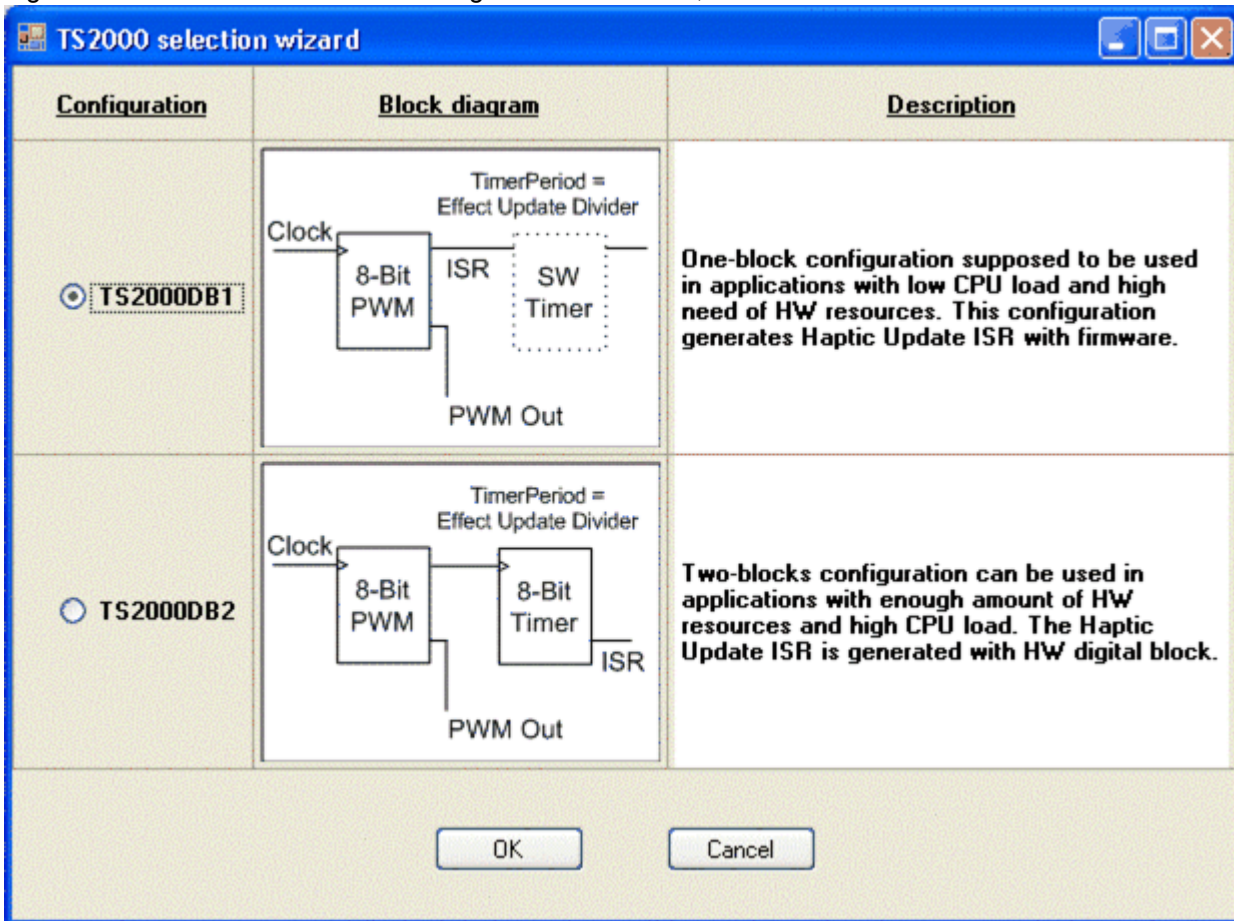 TS2000 selection wizard
Configuration
Block diagram
Description
TS2000DB1
TimerPeriod =
Effect Update Divider
Clock
8-Bit
PWM
ISR
SW
Timer
PWM Out
One-block configuration supposed to be used
in applications with low CPU load and high
need of HW resources. This configuration
generates Haptic Update ISR with firmware.
TS2000DB2
TimerPeriod =
Effect Update Divider
Clock
8-Bit
PWM
8-Bit
Timer
ISR
PWM Out
Two-blocks configuration can be used in
applications with enough amount of HW
resources and high CPU load. The Haptic
Update ISR is generated with HW digital block.
OK
Cancel